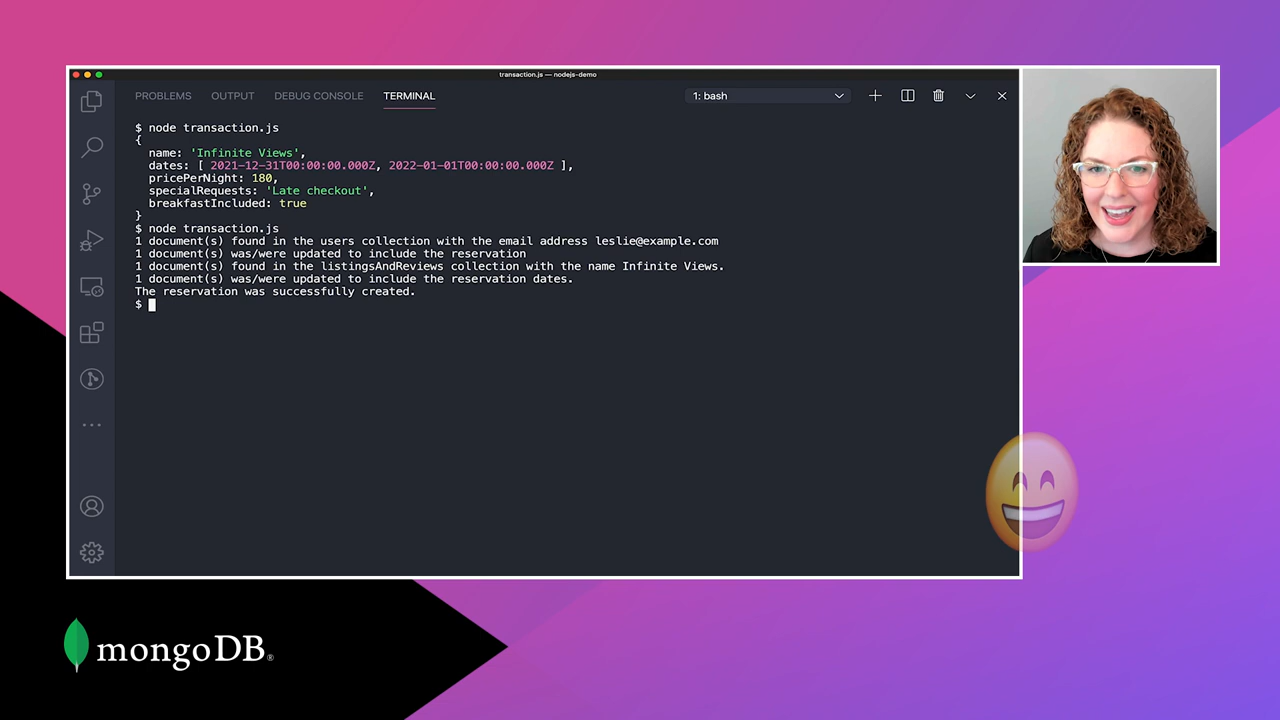 transaction.js — nodejs-demo
PROBLEMS OUTPUT DEBUG CONSOLE TERMINAL 1: bash
$ node transaction.js
{
  name: 'Infinite Views',
  dates: [ 2021-12-31T00:00:00.000Z, 2022-01-01T00:00:00.000Z ],
  pricePerNight: 180,
  specialRequests: 'Late checkout',
  breakfastIncluded: true
}
$ node transaction.js
1 document(s) found in the users collection with the email address leslie@example.com
1 document(s) was/were updated to include the reservation
1 document(s) found in the listingsAndReviews collection with the name Infinite Views.
1 document(s) was/were updated to include the reservation dates.
The reservation was successfully created.
$
mongoDB®